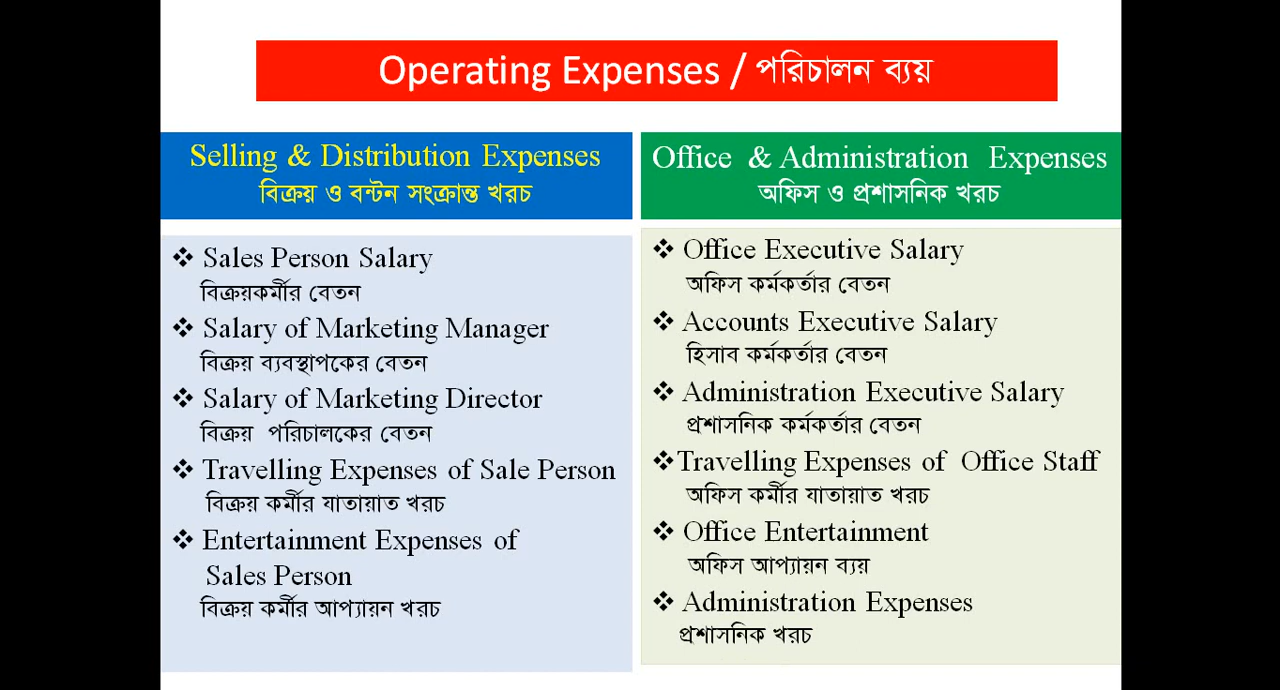 Operating Expenses / পরিচালন ব্যয়
Selling & Distribution Expenses
বিক্রয় ও বন্টন সংক্রান্ত খরচ
❖ Sales Person Salary
বিক্রয়কর্মীর বেতন
❖ Salary of Marketing Manager
বিক্রয় ব্যবস্থাপকের বেতন
❖ Salary of Marketing Director
বিক্রয় পরিচালকের বেতন
❖ Travelling Expenses of Sale Person
বিক্রয় কর্মীর যাতায়াত খরচ
❖ Entertainment Expenses of
Sales Person
বিক্রয় কর্মীর আপ্যায়ন খরচ
Office & Administration Expenses
অফিস ও প্রশাসনিক খরচ
❖ Office Executive Salary
অফিস কর্মকর্তার বেতন
❖ Accounts Executive Salary
হিসাব কর্মকর্তার বেতন
❖ Administration Executive Salary
প্রশাসনিক কর্মকর্তার বেতন
❖Travelling Expenses of Office Staff
অফিস কর্মীর যাতায়াত খরচ
❖ Office Entertainment
অফিস আপ্যায়ন ব্যয়
❖ Administration Expenses
প্রশাসনিক খরচ